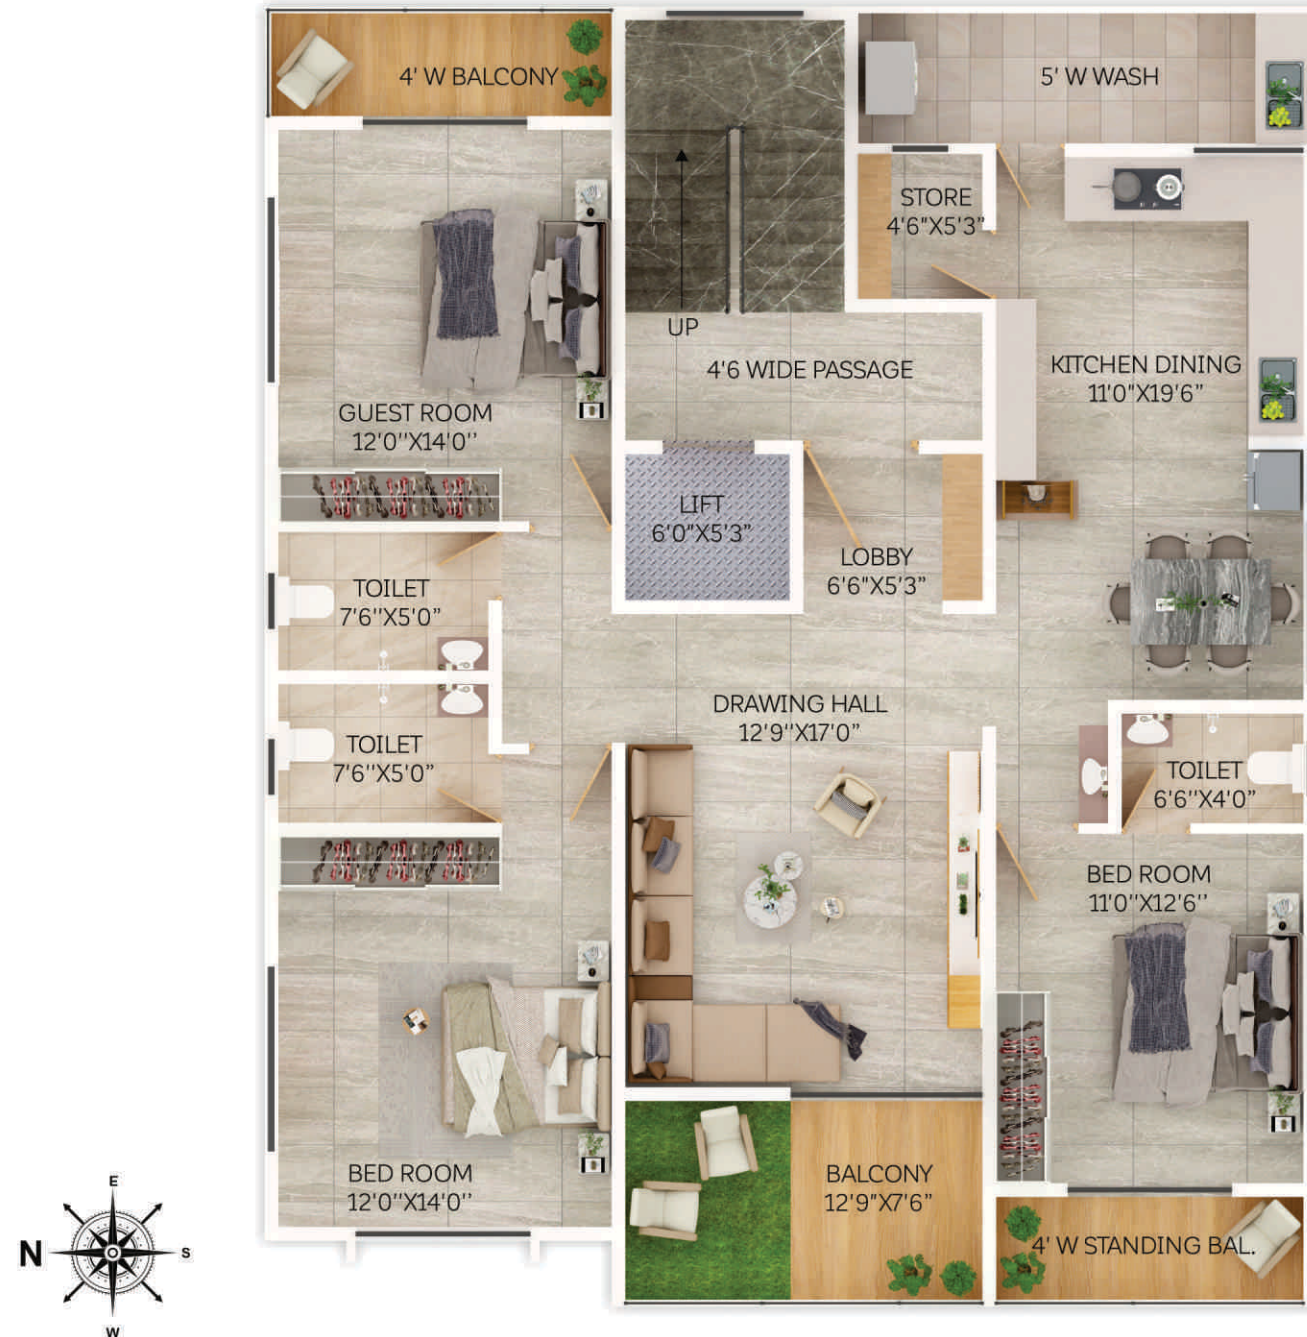 4' W BALCONY
5' W WASH
STORE
4'6"X5'3"
UP
4'6 WIDE PASSAGE
KITCHEN DINING
11'0"X19'6"
GUEST ROOM
12'0''X14'0''
LIFT
6'0"X5'3"
LOBBY
6'6"X5'3"
TOILET
7'6''X5'0"
DRAWING HALL
12'9''X17'0"
TOILET
7'6''X5'0"
TOILET
6'6''X4'0"
BED ROOM
11'0''X12'6''
BED ROOM
12'0''X14'0''
BALCONY
12'9"X7'6"
4' W STANDING BAL.
E
N
S
W